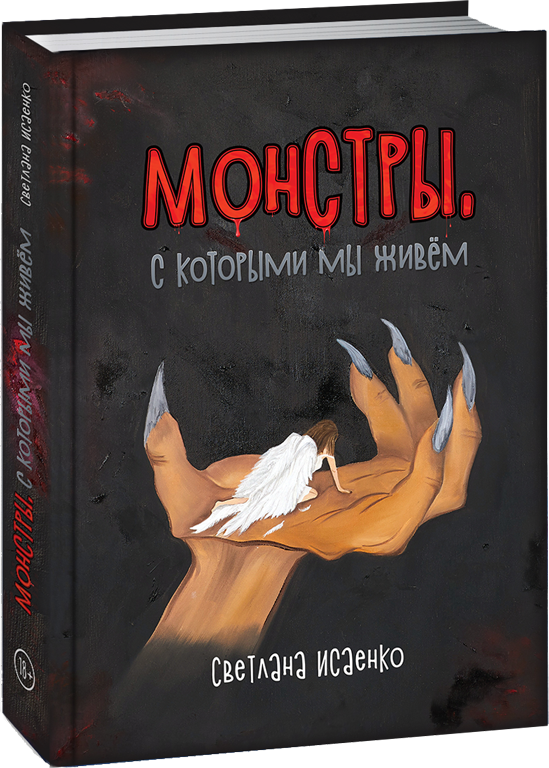 МОНСТРЫ,
С КОТОРЫМИ МЫ ЖИВЁМ
СВЕТЛАНА ИСАЕНКО
МОНСТРЫ, С КОТОРЫМИ МЫ ЖИВЁМ СВЕТЛАНА ИСАЕНКО
18+